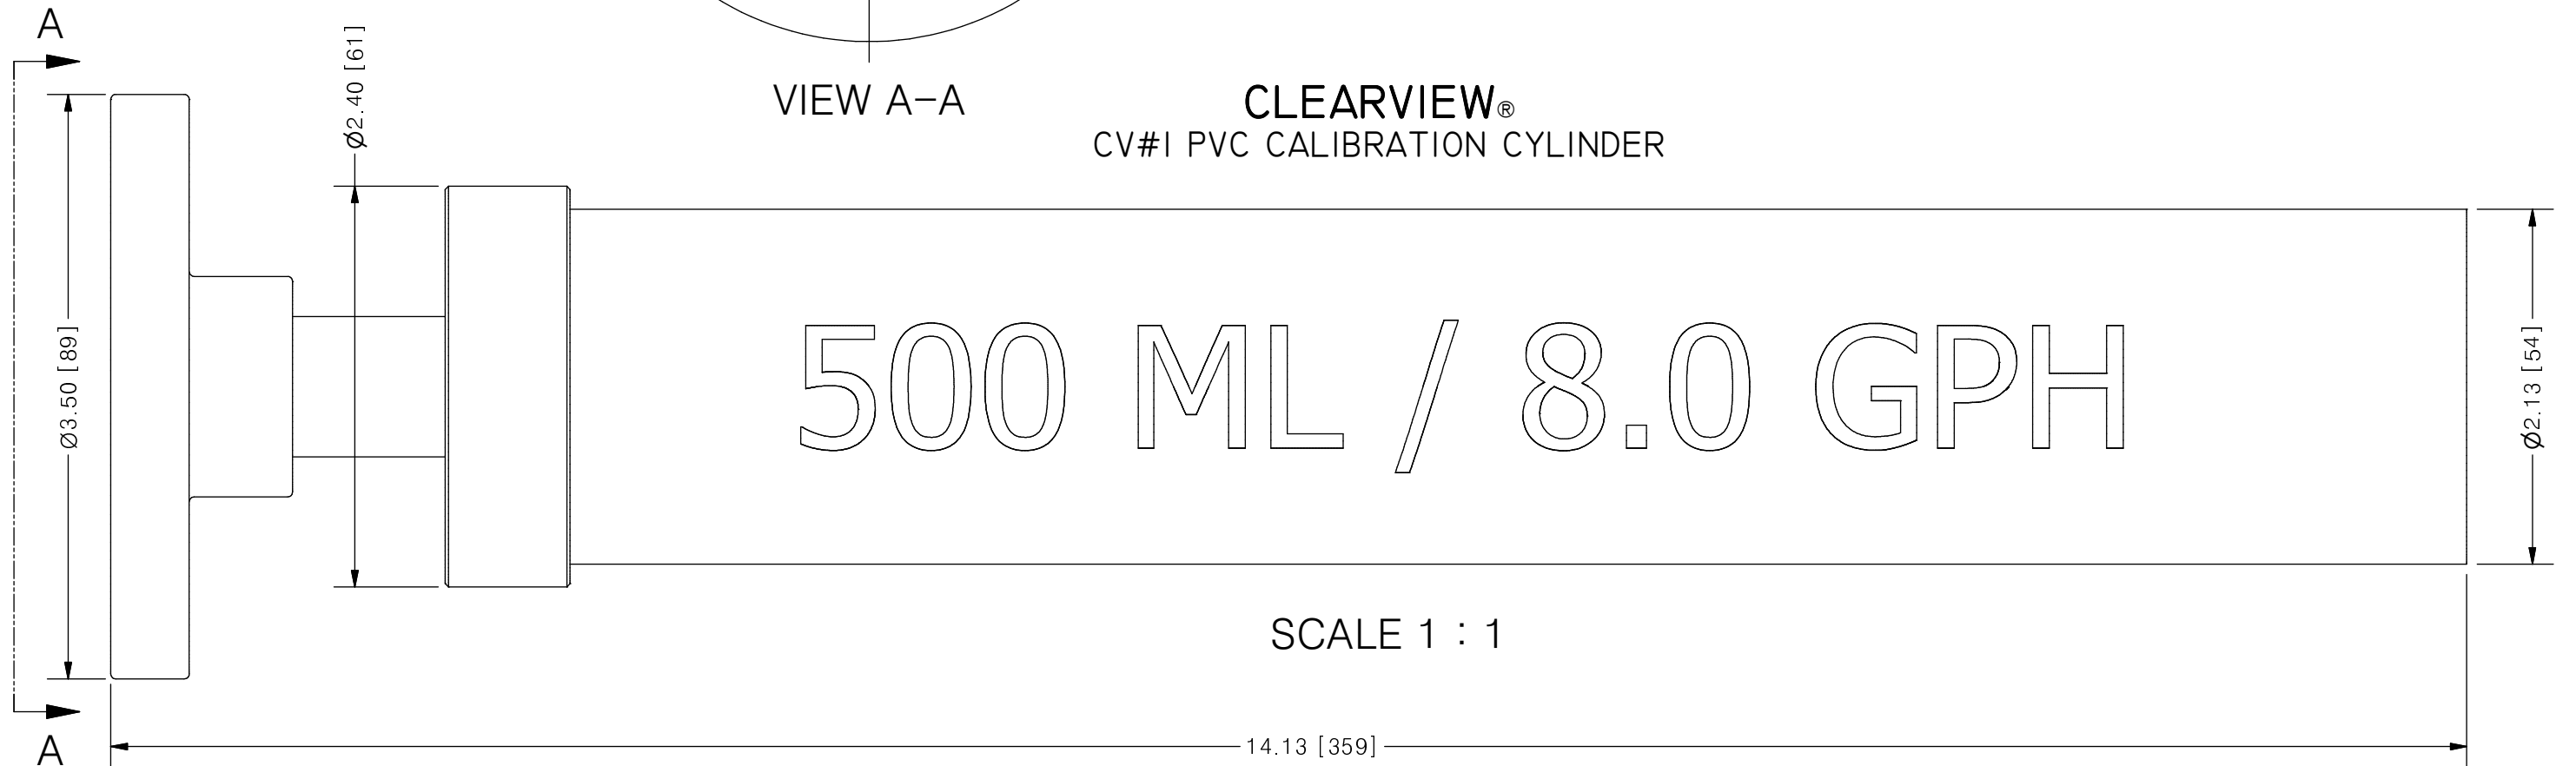 A
Ø2.40 [61]
VIEW A-A
CLEARVIEW®
CV#1 PVC CALIBRATION CYLINDER
Ø3.50 [89]
500 ML / 8.0 GPH
Ø2.13 [54]
SCALE 1 : 1
A
14.13 [359]